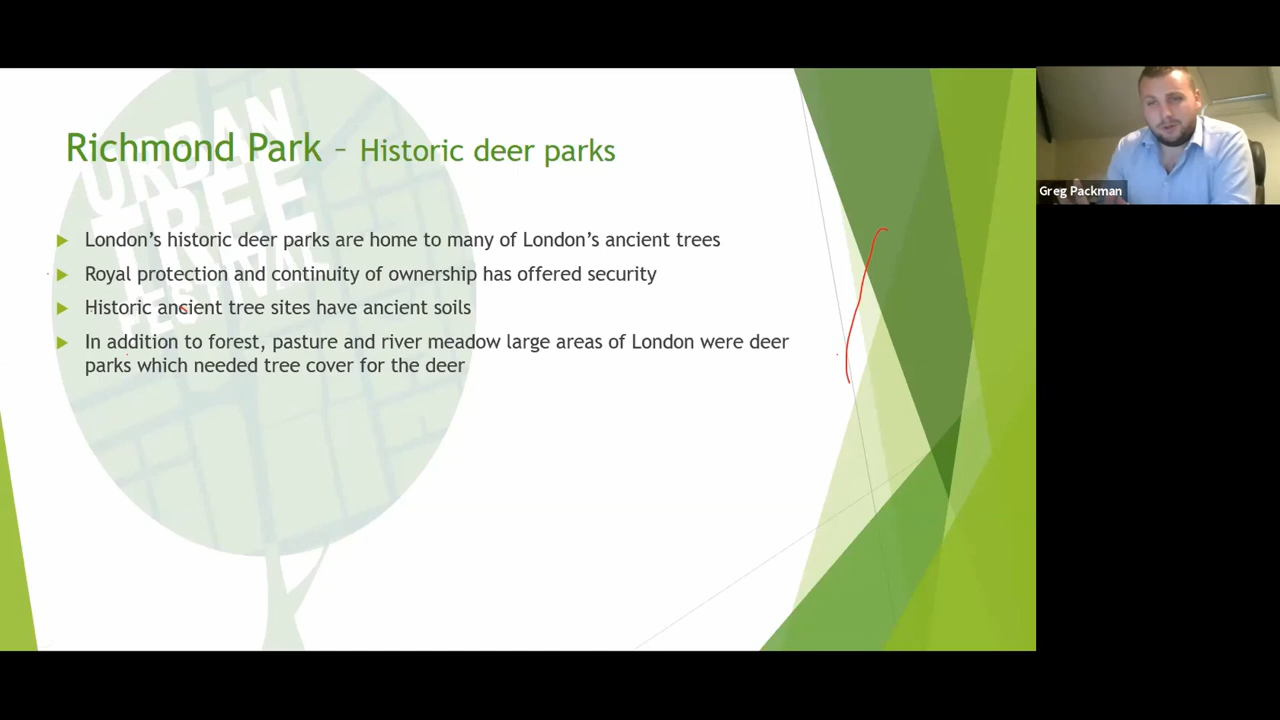 Richmond Park – Historic deer parks
URBAN
TREE
FESTIVAL
London’s historic deer parks are home to many of London’s ancient trees
Royal protection and continuity of ownership has offered security
Historic ancient tree sites have ancient soils
In addition to forest, pasture and river meadow large areas of London were deer
parks which needed tree cover for the deer
Greg Packman